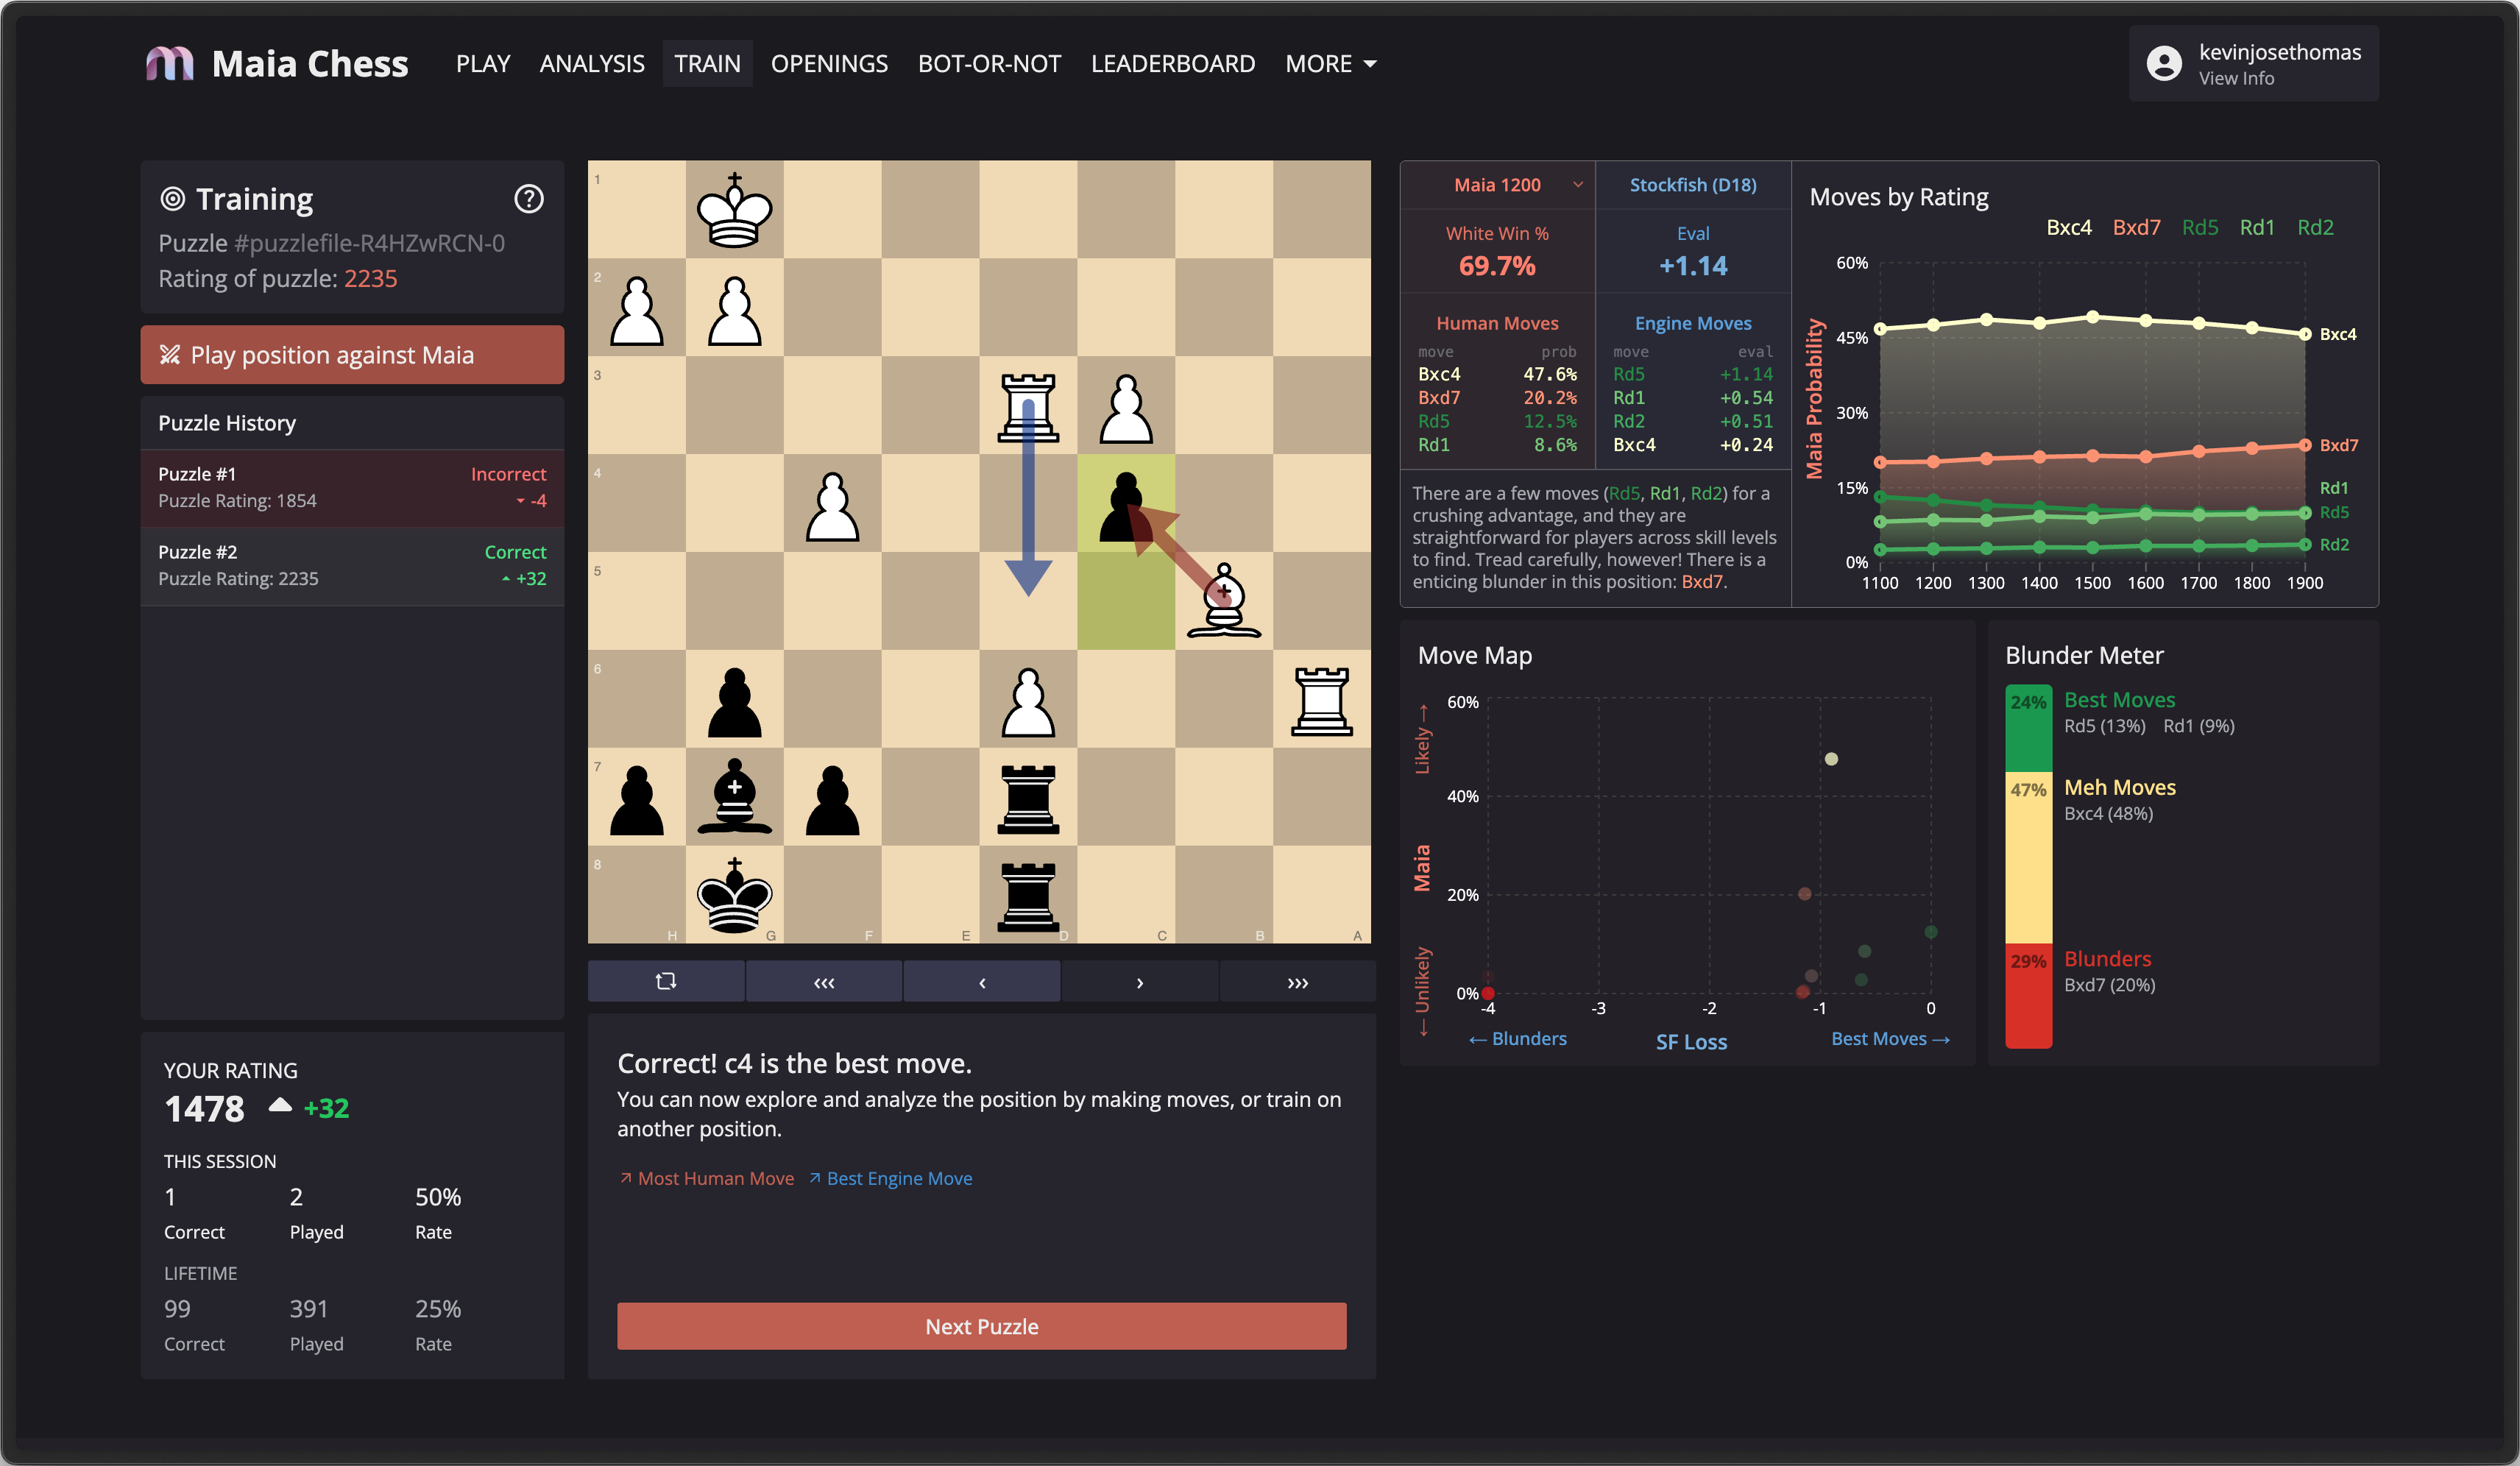 Maia Chess
PLAY
ANALYSIS
TRAIN
OPENINGS
BOT-OR-NOT
LEADERBOARD
MORE
kevinjosethomas
View Info
Training
Puzzle #puzzlefile-R4HZwRCN-0
Rating of puzzle: 2235
Play position against Maia
Puzzle History
Puzzle #1 Incorrect
Puzzle Rating: 1854 -4
Puzzle #2 Correct
Puzzle Rating: 2235 +32
YOUR RATING
1478 +32
THIS SESSION
1 2 50%
Correct Played Rate
LIFETIME
99 391 25%
Correct Played Rate
1
2
3
4
5
6
7
8
H G F E D C B A
Correct! c4 is the best move.
You can now explore and analyze the position by making moves, or train on
another position.
Most Human Move Best Engine Move
Next Puzzle
Maia 1200
White Win %
69.7%
Human Moves
move prob
Bxc4 47.6%
Bxd7 20.2%
Rd5 12.5%
Rd1 8.6%
Stockfish (D18)
Eval
+1.14
Engine Moves
move eval
Rd5 +1.14
Rd1 +0.54
Rd2 +0.51
Bxc4 +0.24
There are a few moves (Rd5, Rd1, Rd2) for a
crushing advantage, and they are
straightforward for players across skill levels
to find. Tread carefully, however! There is a
enticing blunder in this position: Bxd7.
Moves by Rating
Bxc4 Bxd7 Rd5 Rd1 Rd2
Maia Probability
60%
45%
30%
15%
0%
1100 1200 1300 1400 1500 1600 1700 1800 1900
Bxc4
Bxd7
Rd1
Rd5
Rd2
Move Map
Likely →
Maia
← Unlikely
60%
40%
20%
0%
-4 -3 -2 -1 0
← Blunders SF Loss Best Moves →
Blunder Meter
24% Best Moves
Rd5 (13%) Rd1 (9%)
47% Meh Moves
Bxc4 (48%)
29% Blunders
Bxd7 (20%)